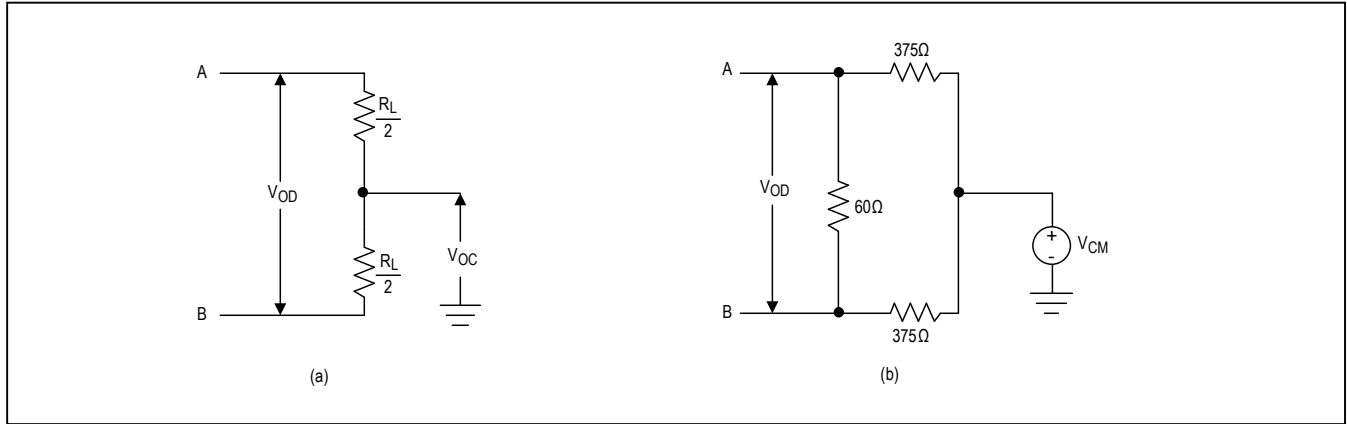 A
R_L
2
V_OD
V_OC
R_L
2
B
(a)
375Ω
A
V_OD
60Ω
+
-
V_CM
B
375Ω
(b)